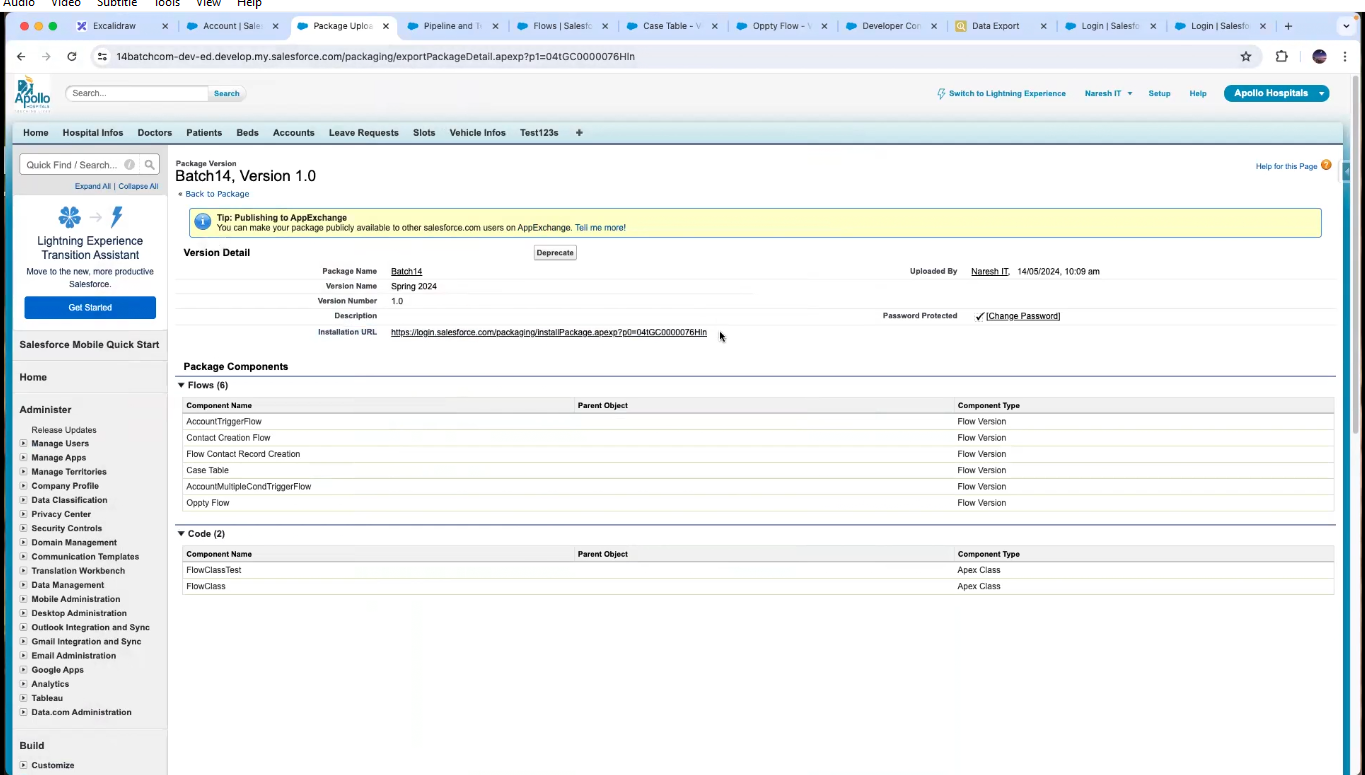 Audio Video Subtitle Tools View Help
Excalidraw
Account | Sale
Package Uploa
Pipeline and T
Flows | Salesf
Case Table - V
Oppty Flow - V
Developer Con
Data Export
Login | Salesfo
Login | Salesfo
14batchcom-dev-ed.develop.my.salesforce.com/packaging/exportPackageDetail.apexp?p1=04tGC0000076HIn
Apollo
HOSPITALS
Search...
Search
Switch to Lightning Experience Naresh IT Setup Help Apollo Hospitals
Home Hospital Infos Doctors Patients Beds Accounts Leave Requests Slots Vehicle Infos Test123s +
Quick Find / Search...
Expand All | Collapse All
Lightning Experience
Transition Assistant
Move to the new, more productive
Salesforce.
Get Started
Salesforce Mobile Quick Start
Home
Administer
Release Updates
Manage Users
Manage Apps
Manage Territories
Company Profile
Data Classification
Privacy Center
Security Controls
Domain Management
Communication Templates
Translation Workbench
Data Management
Mobile Administration
Desktop Administration
Outlook Integration and Sync
Gmail Integration and Sync
Email Administration
Google Apps
Analytics
Tableau
Data.com Administration
Build
Customize
Package Version
Batch14, Version 1.0
Help for this Page
« Back to Package
Tip: Publishing to AppExchange
You can make your package publicly available to other salesforce.com users on AppExchange. Tell me more!
Version Detail Deprecate
Package Name Batch14 Uploaded By Naresh IT, 14/05/2024, 10:09 am
Version Name Spring 2024
Version Number 1.0
Description Password Protected ✓ [Change Password]
Installation URL https://login.salesforce.com/packaging/installPackage.apexp?p0=04tGC0000076HIn
Package Components
Flows (6)
Component Name Parent Object Component Type
AccountTriggerFlow Flow Version
Contact Creation Flow Flow Version
Flow Contact Record Creation Flow Version
Case Table Flow Version
AccountMultipleCondTriggerFlow Flow Version
Oppty Flow Flow Version
Code (2)
Component Name Parent Object Component Type
FlowClassTest Apex Class
FlowClass Apex Class